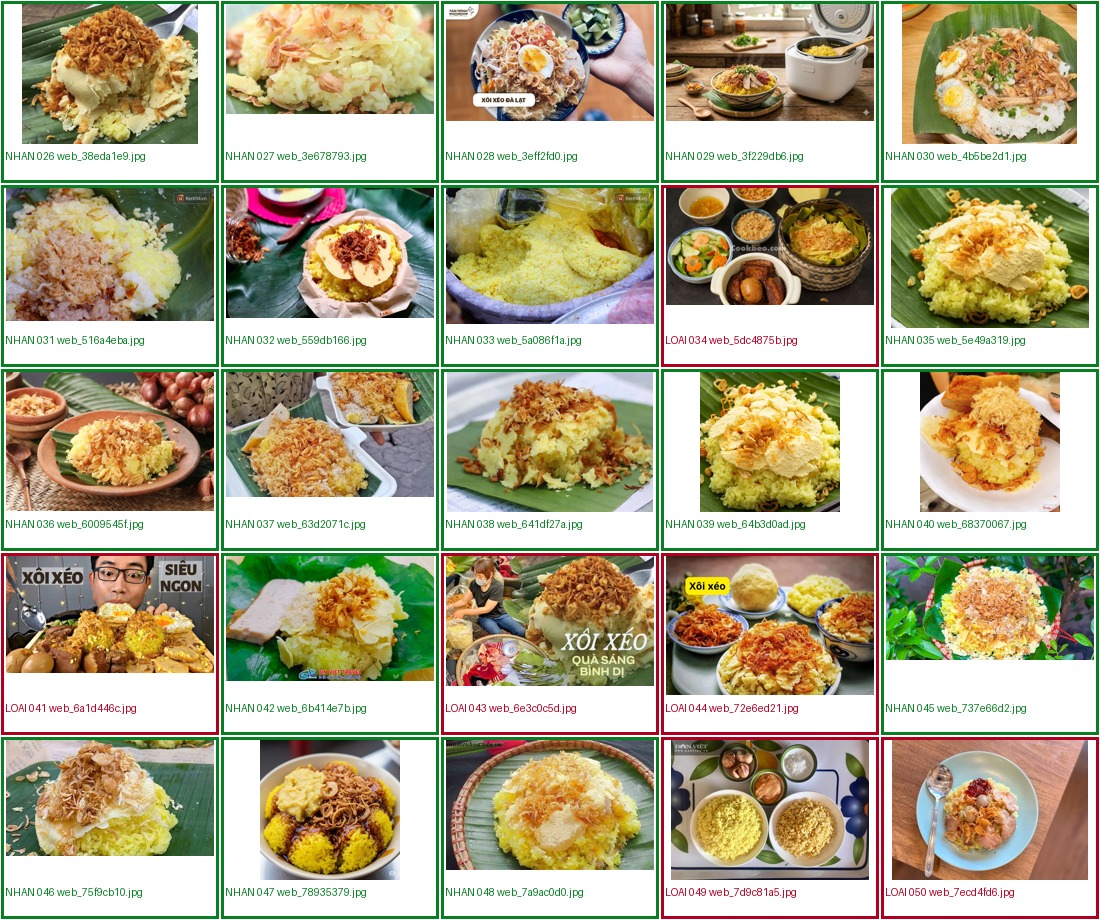 XÔI XÉO ĐÀ LẠT
NHAN 026 web_38eda1e9.jpg
NHAN 027 web_3e678793.jpg
NHAN 028 web_3eff2fd0.jpg
NHAN 029 web_3f229db6.jpg
NHAN 030 web_4b5be2d1.jpg
Cookbeo.com
NHAN 031 web_516a4eba.jpg
NHAN 032 web_559db166.jpg
NHAN 033 web_5a086f1a.jpg
LOAI 034 web_5dc4875b.jpg
NHAN 035 web_5e49a319.jpg
NHAN 036 web_6009545f.jpg
NHAN 037 web_63d2071c.jpg
NHAN 038 web_641df27a.jpg
NHAN 039 web_64b3d0ad.jpg
NHAN 040 web_68370067.jpg
XÔI XÉO
SIÊU
NGON
XÔI XÉO
QUÀ SÁNG
BÌNH DỊ
Xôi xéo
LOAI 041 web_6a1d446c.jpg
NHAN 042 web_6b414e7b.jpg
LOAI 043 web_6e3c0c5d.jpg
LOAI 044 web_72e6ed21.jpg
NHAN 045 web_737e66d2.jpg
DÂN VIỆT
NHAN 046 web_75f9cb10.jpg
NHAN 047 web_78935379.jpg
NHAN 048 web_7a9ac0d0.jpg
LOAI 049 web_7d9c81a5.jpg
LOAI 050 web_7ecd4fd6.jpg